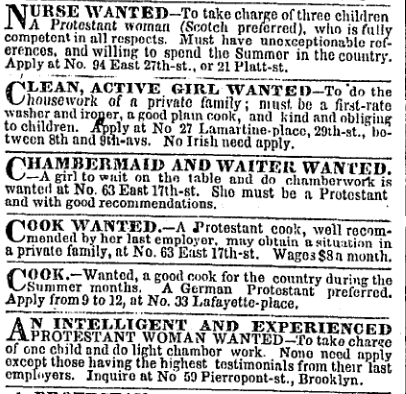 NURSE WANTED—To take charge of three children
A Protestant woman (Scotch preferred), who is fully
competent in all respects. Must have unexceptionable ref-
erences, and willing to spend the Summer in the country.
Apply at No. 94 East 27th-st., or 21 Platt-st.
CLEAN, ACTIVE GIRL WANTED—To do the
housework of a private family; must be a first-rate
washer and ironer, a good plain cook, and kind and obliging
to children. Apply at No 27 Lamartine-place, 29th-st., be-
tween 8th and 9th-avs. No Irish need apply.
CHAMBERMAID AND WAITER WANTED.
—A girl to wait on the table and do chamberwork is
wanted at No. 63 East 17th-st. She must be a Protestant
and with good recommendations.
COOK WANTED.—A Protestant cook, well recom-
mended by her last employer, may obtain a situation in
a private family, at No. 63 East 17th-st. Wages $8 a month.
COOK.—Wanted, a good cook for the country during the
Summer months. A German Protestant preferred.
Apply from 9 to 12, at No. 33 Lafayette-place.
AN INTELLIGENT AND EXPERIENCED
PROTESTANT WOMAN WANTED—To take charge
of one child and do light chamber work. None need apply
except those having the highest testimonials from their last
employers. Inquire at No 59 Pierropont-st., Brooklyn.